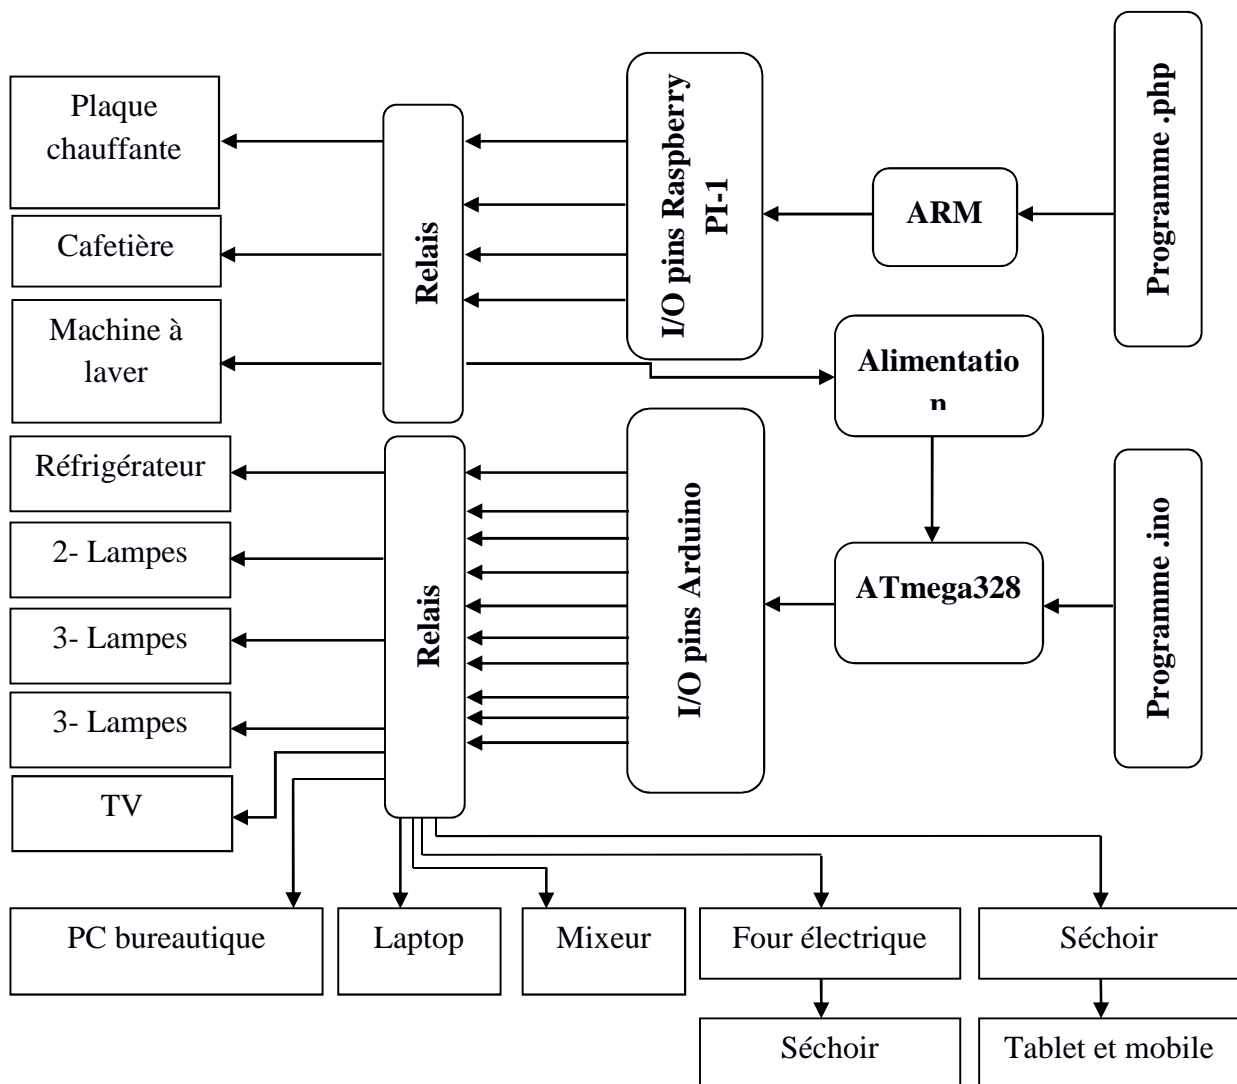 Plaque
chauffante
Cafetière
Machine à
laver
Relais
I/O pins Raspberry
PI-1
ARM
Programme .php
Alimentatio
n
Réfrigérateur
2- Lampes
3- Lampes
3- Lampes
TV
Relais
I/O pins Arduino
ATmega328
Programme .ino
PC bureautique
Laptop
Mixeur
Four électrique
Séchoir
Séchoir
Tablet et mobile